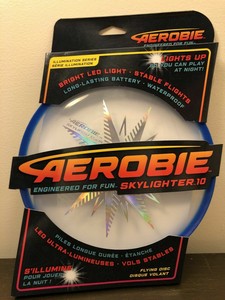 AEROBIE
ENGINEERED FOR FUN.
ILLUMINATION SERIES
SÉRIE ILLUMINATION
LIGHTS UP
SO YOU CAN PLAY
AT NIGHT!
BRIGHT LED LIGHT • STABLE FLIGHTS
LONG-LASTING BATTERY • WATERPROOF
AEROBIE
AEROBIE
ENGINEERED FOR FUN. SKYLIGHTER.10
PILES LONGUE DURÉE • ÉTANCHE
LED ULTRA-LUMINEUSES • VOLS STABLES
S'ILLUMINE
POUR JOUER
LA NUIT !
FLYING DISC
DISQUE VOLANT